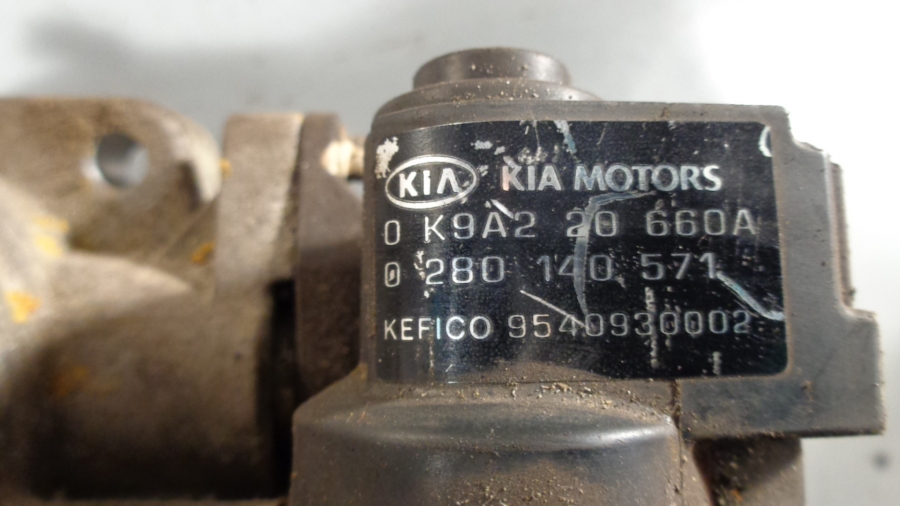 KIA KIA MOTORS
0 K9A2 20 660A
0 280 140 571
KEFICO 9540930002